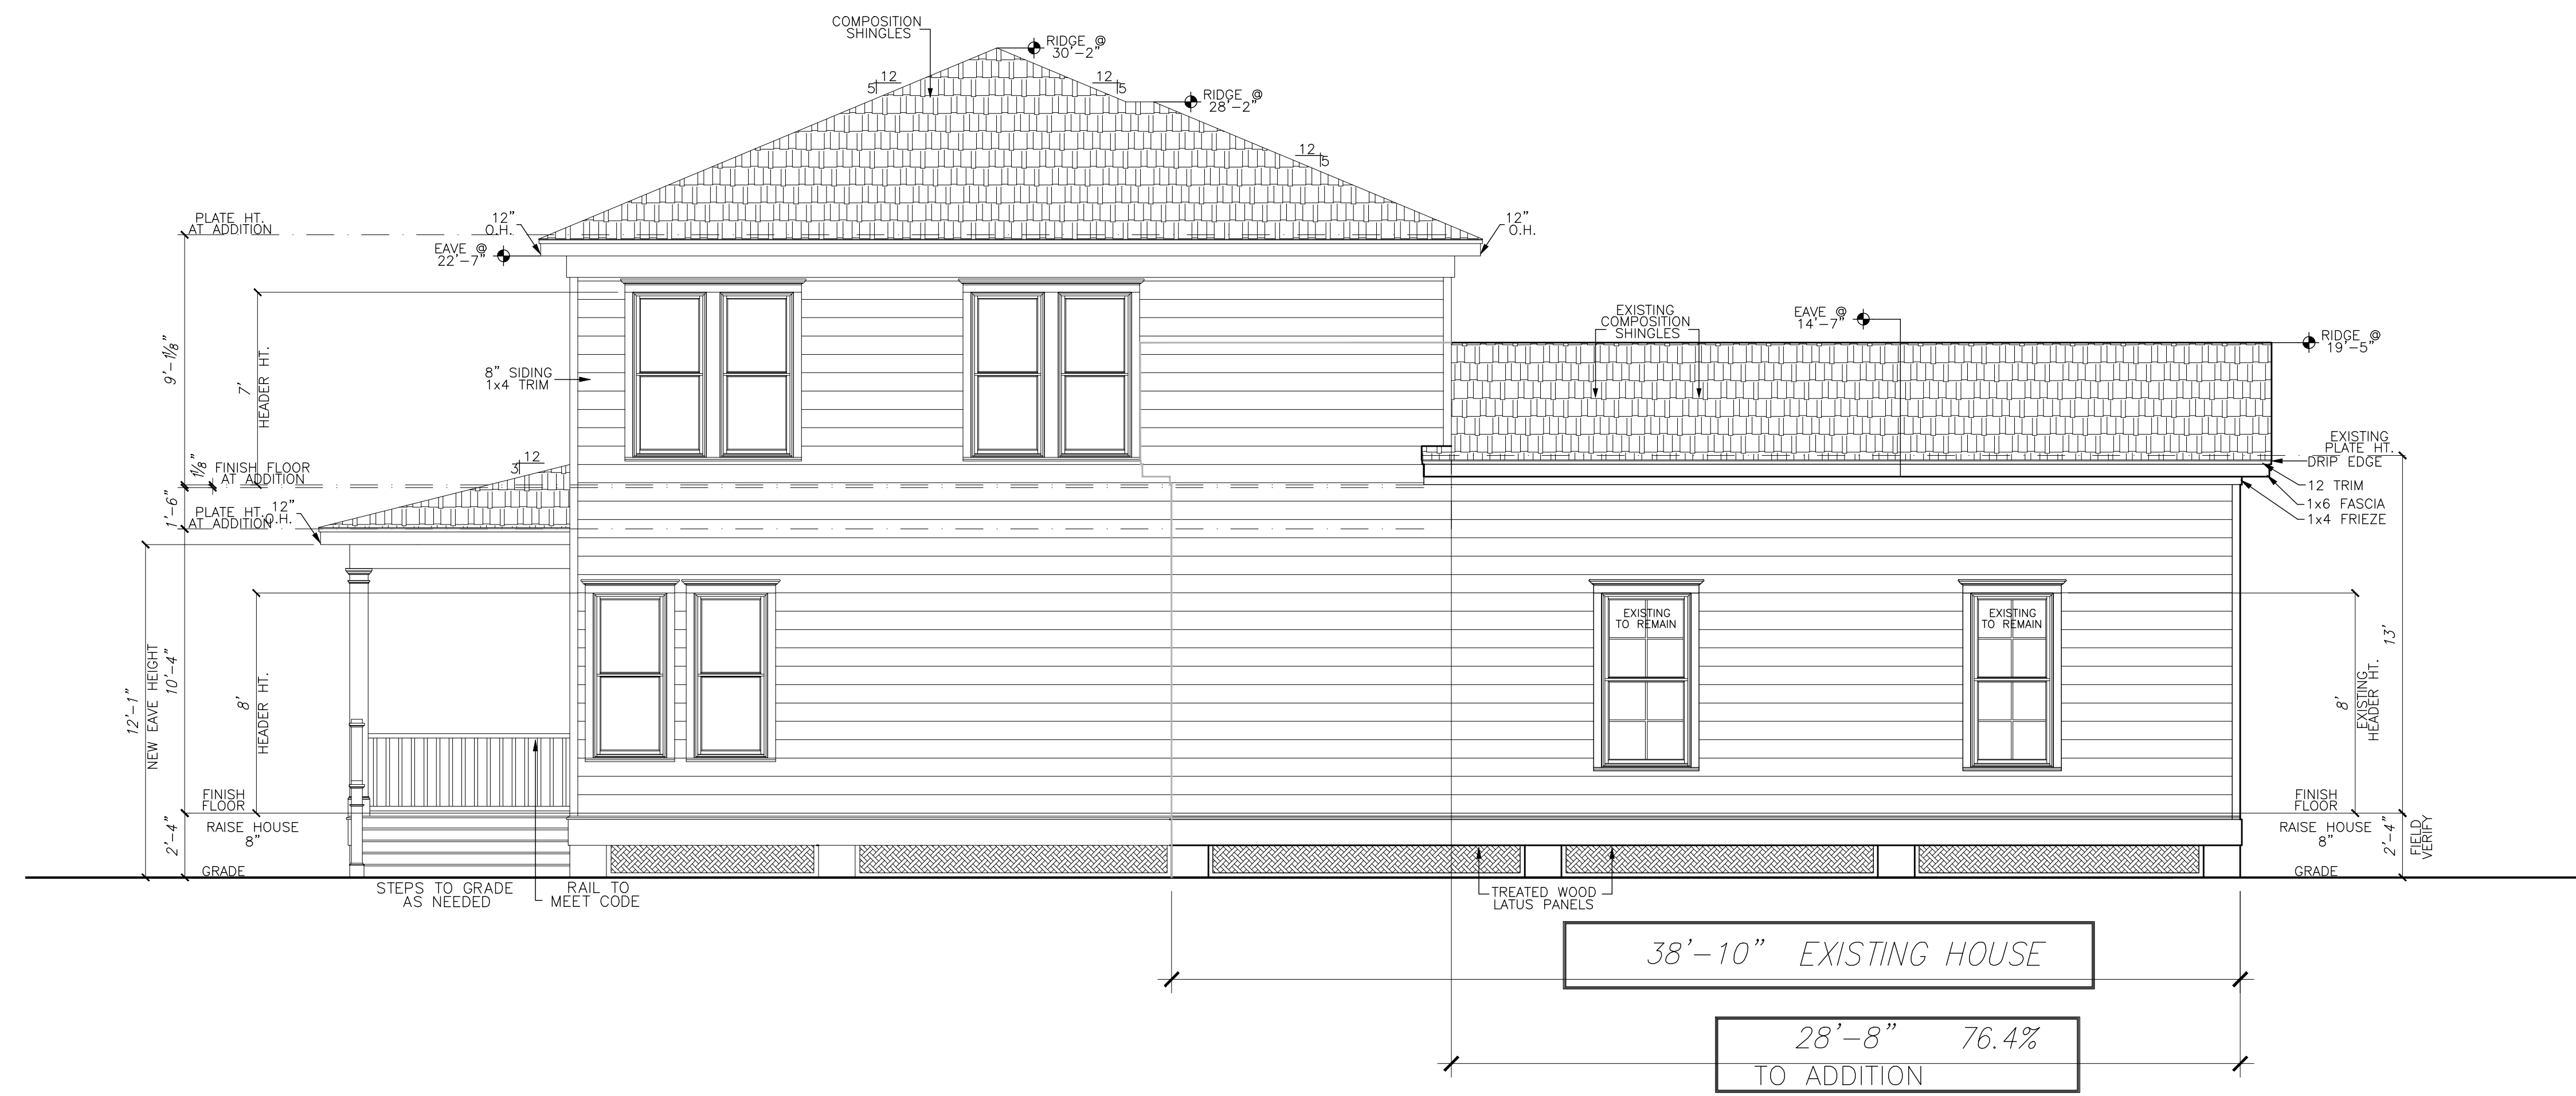 COMPOSITION
SHINGLES
RIDGE @
30'-2"
12
5
12
5
RIDGE @
28'-2"
12
5
PLATE HT.
AT ADDITION
12"
O.H.
EAVE @
22'-7"
12"
O.H.
9'-1⅛"
7'
HEADER HT.
8" SIDING
1x4 TRIM
EXISTING
COMPOSITION
SHINGLES
EAVE @
14'-7"
RIDGE @
19'-5"
EXISTING
PLATE HT.
DRIP EDGE
12 TRIM
1x6 FASCIA
1x4 FRIEZE
12
3
1⅛"
FINISH FLOOR
AT ADDITION
1'-6"
PLATE HT.
AT ADDITION
12"
O.H.
EXISTING
TO REMAIN
EXISTING
TO REMAIN
12'-1"
NEW EAVE HEIGHT
10'-4"
8'
HEADER HT.
13'
8'
EXISTING
HEADER HT.
FINISH
FLOOR
RAISE HOUSE
8"
2'-4"
GRADE
FINISH
FLOOR
RAISE HOUSE
8"
2'-4"
FIELD
VERIFY
GRADE
STEPS TO GRADE
AS NEEDED
RAIL TO
MEET CODE
TREATED WOOD
LATUS PANELS
38'-10" EXISTING HOUSE
28'-8" 76.4%
TO ADDITION